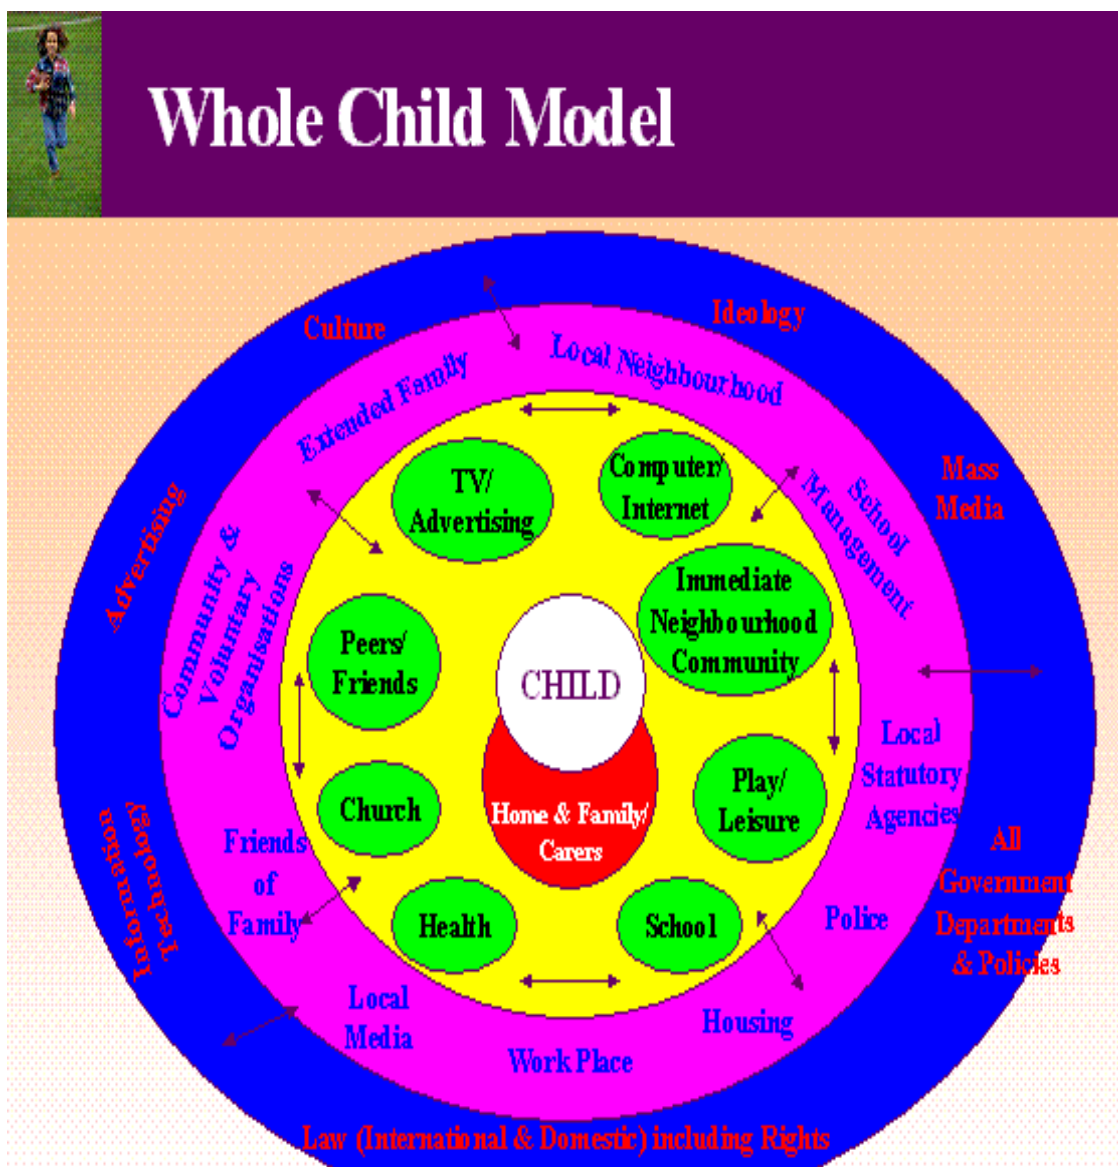 Whole Child Model
Culture
Ideology
Extended Family
Local Neighbourhood
TV/
Advertising
Computer/
Internet
Mass
Media
School
Management
Advertising
Community &
Voluntary
Organisations
Immediate
Neighbourhood
Community
Peers/
Friends
CHILD
Local
Statutory
Agencies
Church
Home & Family/
Carers
Play/
Leisure
Information
Technology
Friends
of
Family
All
Government
Departments
& Policies
Health
School
Police
Local
Media
Housing
Work Place
Law (International & Domestic) including Rights